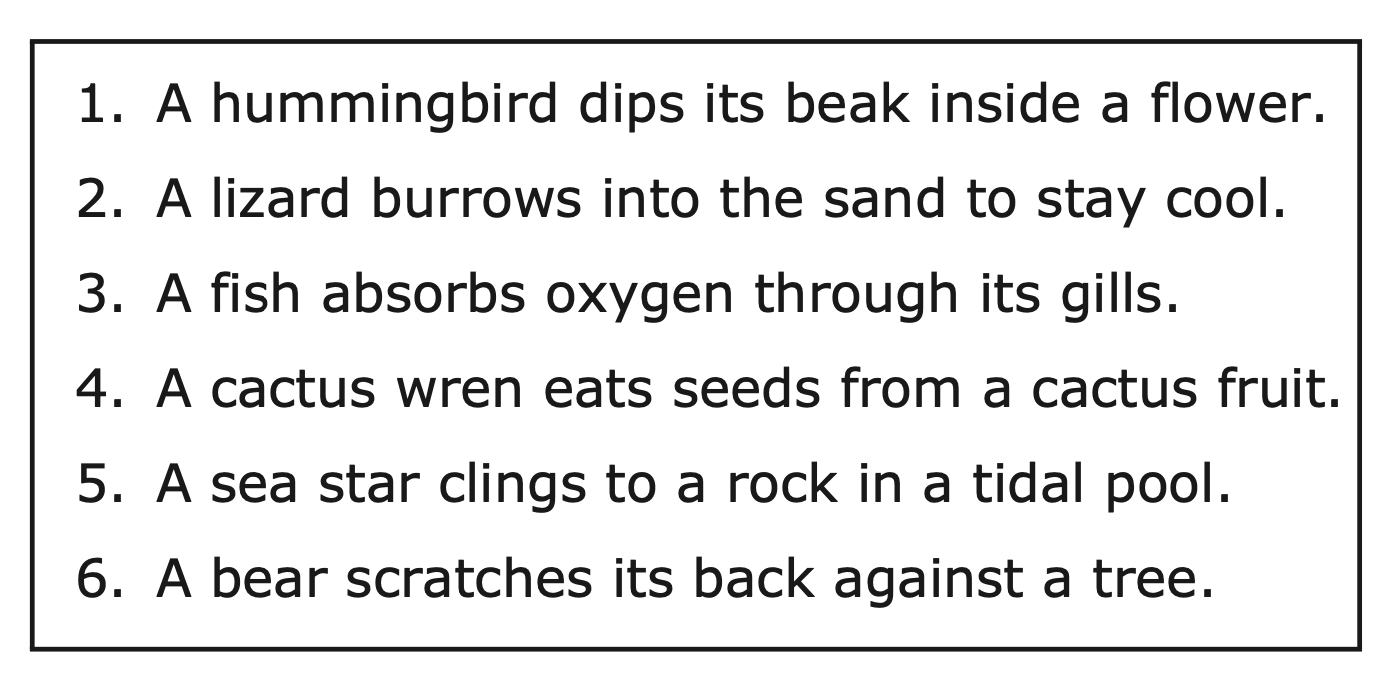 1. A hummingbird dips its beak inside a flower.
2. A lizard burrows into the sand to stay cool.
3. A fish absorbs oxygen through its gills.
4. A cactus wren eats seeds from a cactus fruit.
5. A sea star clings to a rock in a tidal pool.
6. A bear scratches its back against a tree.